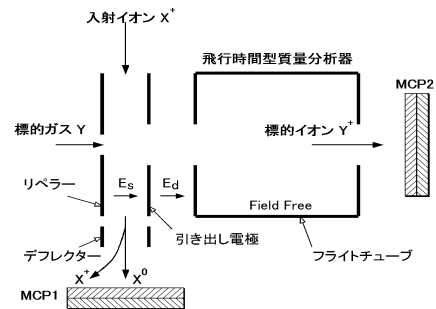 入射イオン X+
飛行時間型質量分析器
MCP2
標的ガス Y
標的イオン Y+
リペラー
Es
Ed
Field Free
引き出し電極
デフレクター
フライトチューブ
X+
X0
MCP1